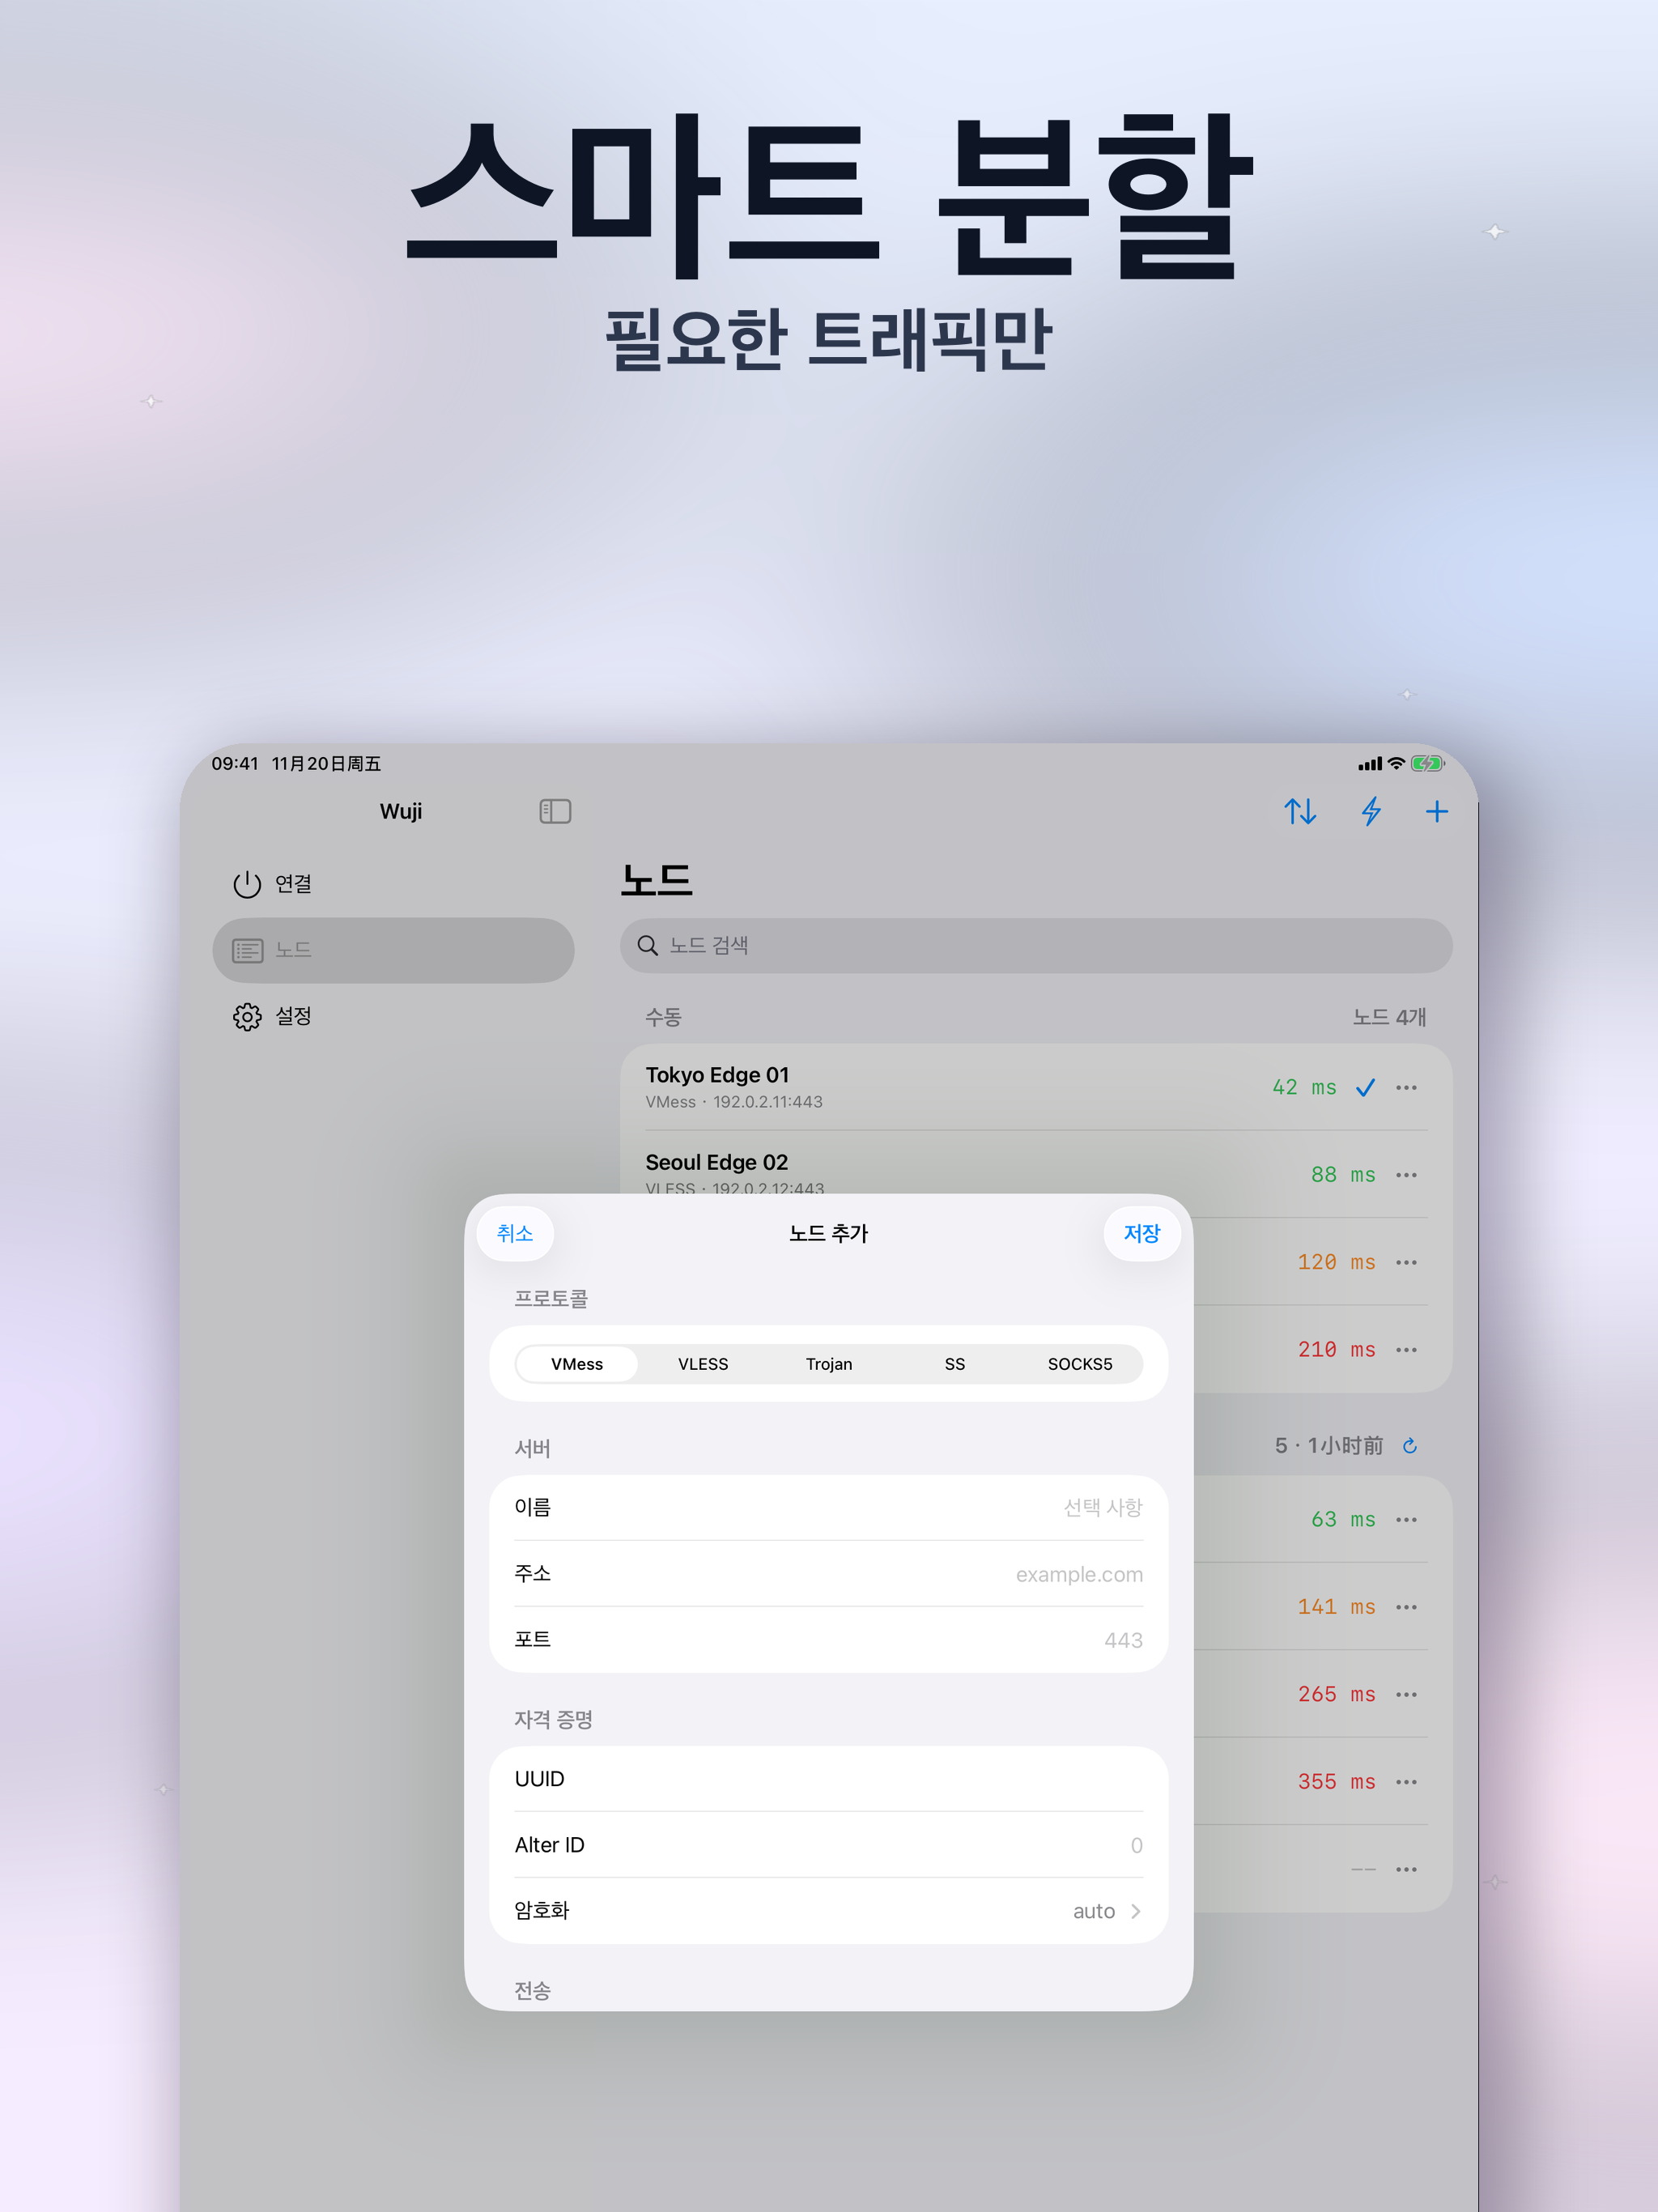 스마트 분할
필요한 트래픽만
09:41 11月20日周五
Wuji
연결
노드
설정
노드
노드 검색
수동 노드 4개
Tokyo Edge 01
VMess · 192.0.2.11:443
42 ms
Seoul Edge 02
VLESS · 192.0.2.12:443
88 ms
120 ms
210 ms
5 · 1小时前
63 ms
141 ms
265 ms
355 ms
--
취소 노드 추가 저장
프로토콜
VMess VLESS Trojan SS SOCKS5
서버
이름 선택 사항
주소 example.com
포트 443
자격 증명
UUID
Alter ID 0
암호화 auto
전송